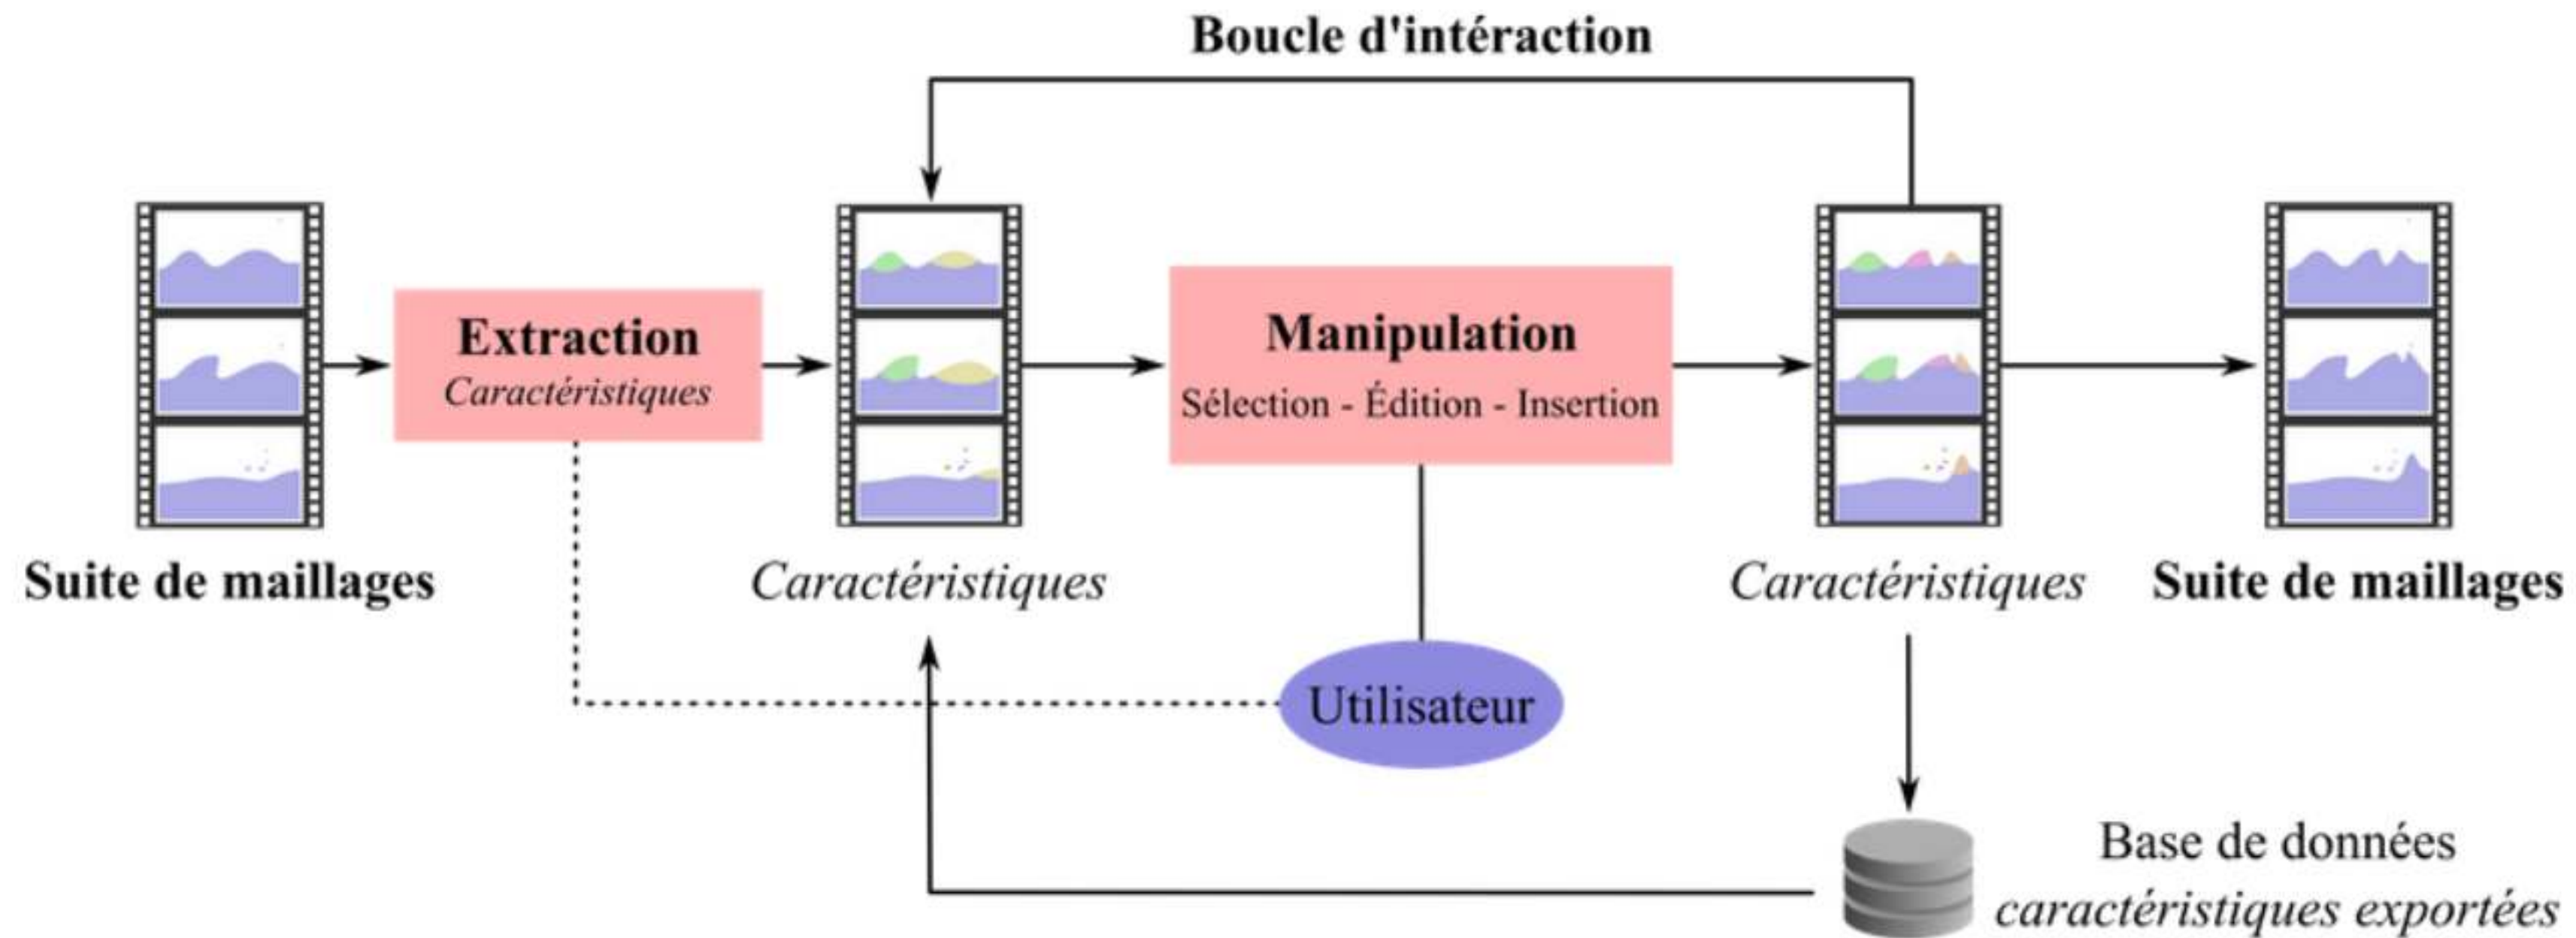 Boucle d'intéraction
Extraction
Caractéristiques
Manipulation
Sélection - Édition - Insertion
Suite de maillages
Caractéristiques
Caractéristiques
Suite de maillages
Utilisateur
Base de données
caractéristiques exportées